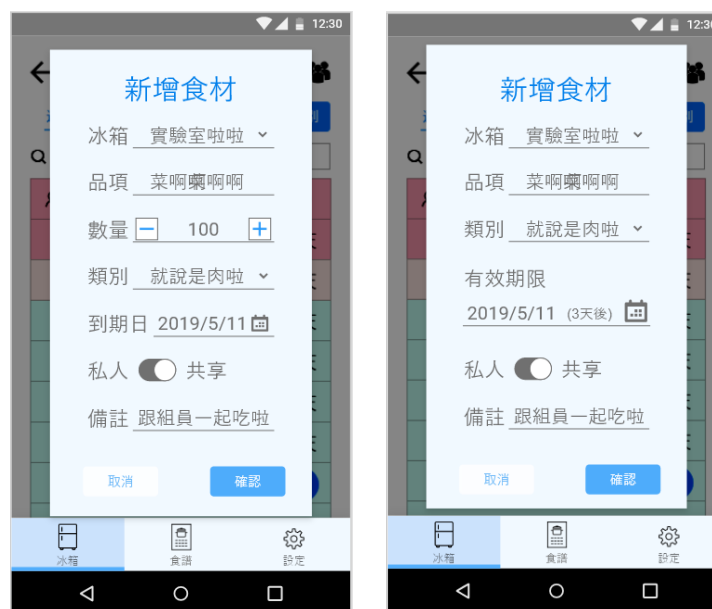 12:30
新增食材
冰箱 實驗室啦啦
品項 菜啊蘭啊啊
數量 100
類別 就說是肉啦
到期日 2019/5/11
私人 共享
備註 跟組員一起吃啦
取消 確認
冰箱 食譜 設定
12:30
新增食材
冰箱 實驗室啦啦
品項 菜啊蘭啊啊
類別 就說是肉啦
有效期限
2019/5/11 (3天後)
私人 共享
備註 跟組員一起吃啦
取消 確認
冰箱 食譜 設定